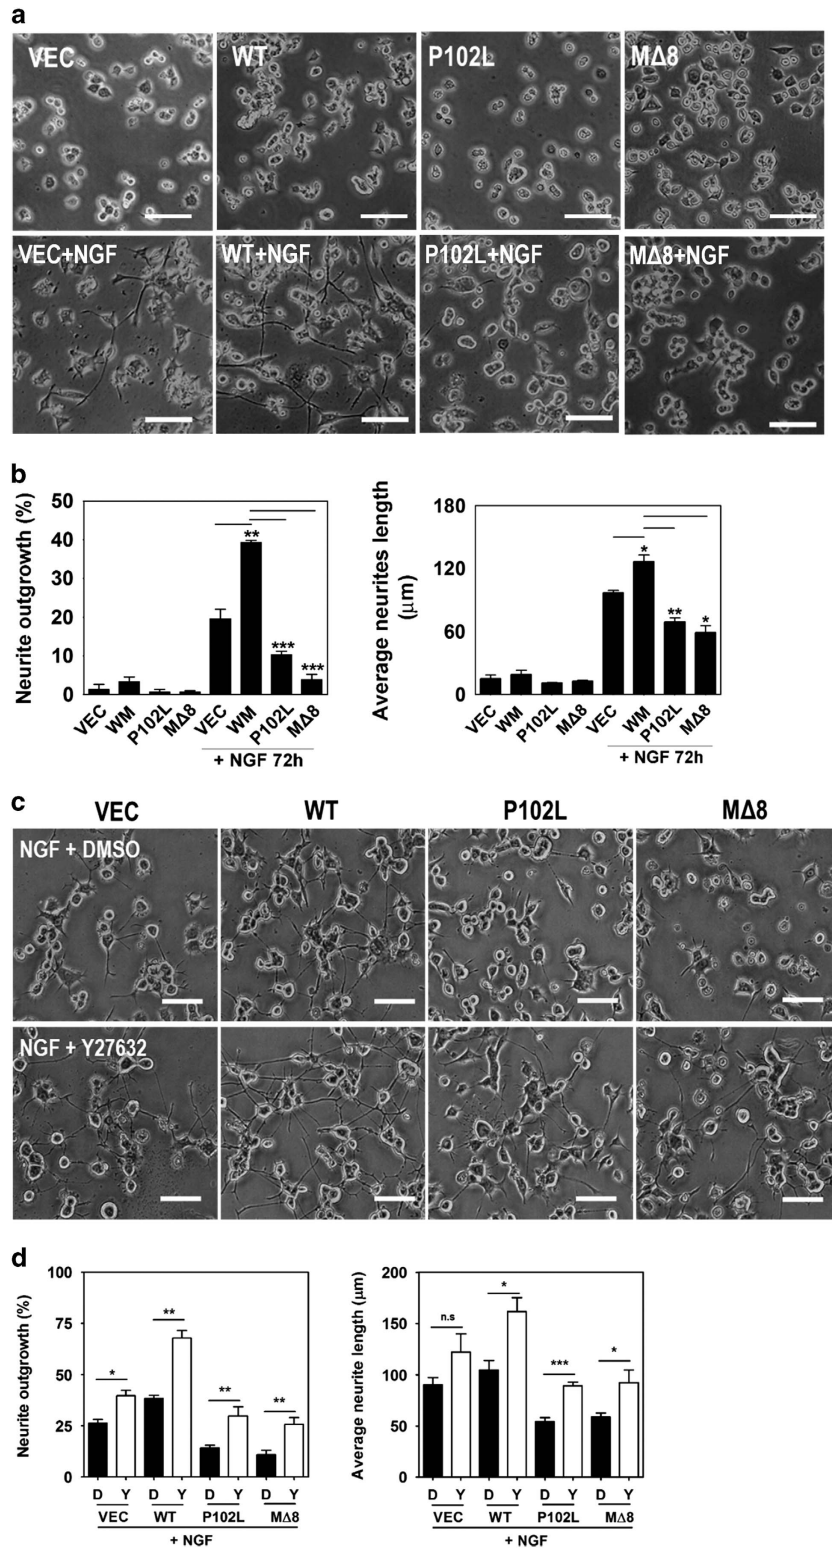 a
VEC WT P102L MΔ8
VEC+NGF WT+NGF P102L+NGF MΔ8+NGF
b
Neurite outgrowth (%)
50
40
30
20
10
0
**
***
***
VEC WM P102L MΔ8 VEC WM P102L MΔ8
+ NGF 72h
Average neurites length
(μm)
180
120
60
0
*
**
*
VEC WM P102L MΔ8 VEC WM P102L MΔ8
+ NGF 72h
c
VEC WT P102L MΔ8
NGF + DMSO
NGF + Y27632
d
Neurite outgrowth (%)
100
75
50
25
0
*
**
**
**
D Y D Y D Y D Y
VEC WT P102L MΔ8
+ NGF
Average neurite length (μm)
200
150
100
50
0
n.s
*
***
*
D Y D Y D Y D Y
VEC WT P102L MΔ8
+ NGF